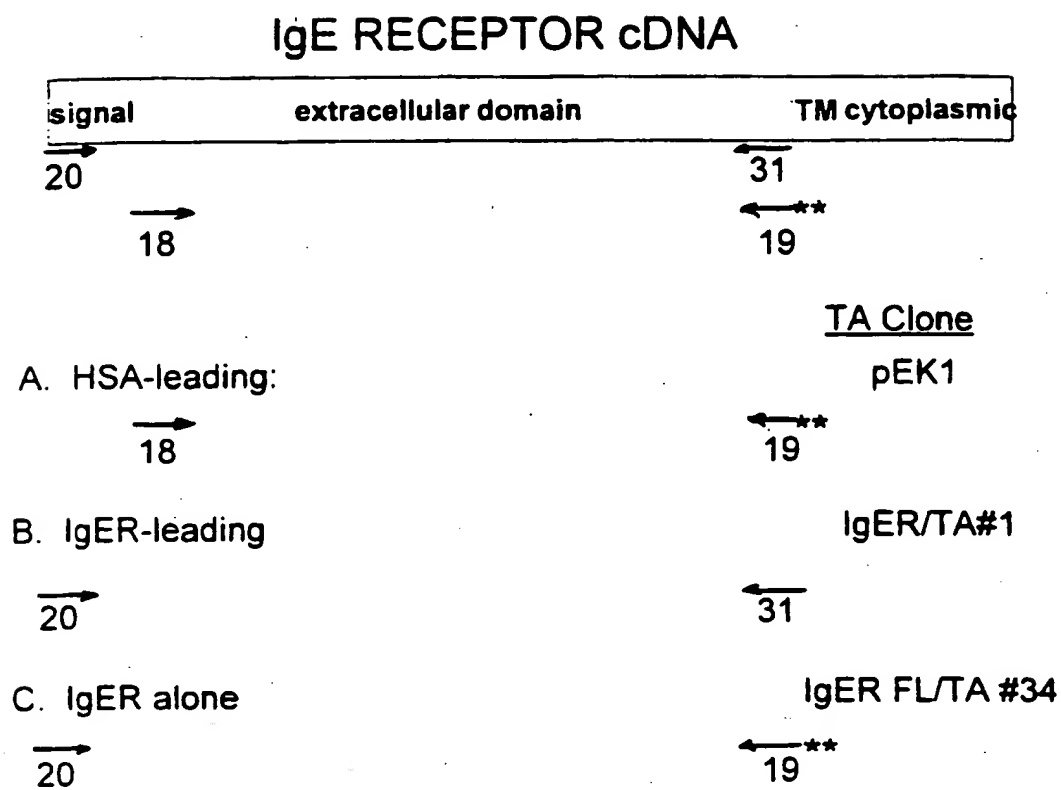 IgE RECEPTOR cDNA
signal extracellular domain TM cytoplasmic
20 31
**
18 19
TA Clone
A. HSA-leading: pEK1
**
18 19
B. IgER-leading IgER/TA#1
20 31
C. IgER alone IgER FL/TA #34
**
20 19